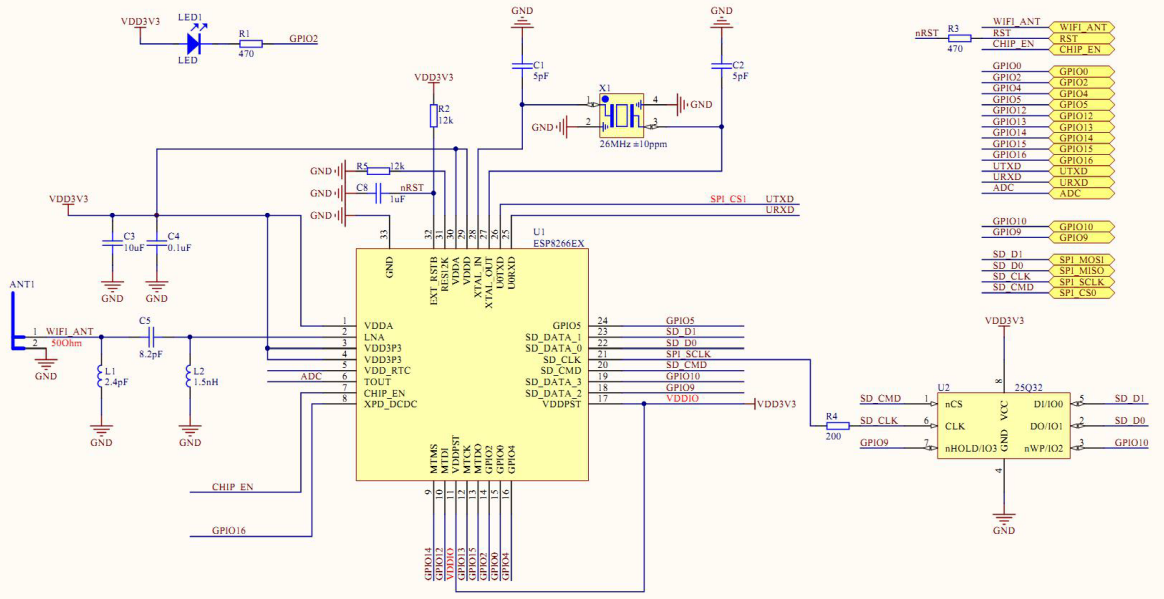 VDD3V3
LED1
LED
R1
470
GPIO2
GND
C1
5pF
GND
C2
5pF
X1
1
2
4
3
GND
GND
26MHz ±10ppm
nRST
R3
470
WIFI_ANT
RST
CHIP_EN
WIFI_ANT
RST
CHIP_EN
GPIO0
GPIO2
GPIO4
GPIO5
GPIO12
GPIO13
GPIO14
GPIO15
GPIO16
UTXD
URXD
ADC
GPIO0
GPIO2
GPIO4
GPIO5
GPIO12
GPIO13
GPIO14
GPIO15
GPIO16
UTXD
URXD
ADC
GPIO10
GPIO9
GPIO10
GPIO9
SD_D1
SD_D0
SD_CLK
SD_CMD
SPI_MOSI
SPI_MISO
SPI_SCLK
SPI_CS0
VDD3V3
R2
12k
GND
R5
12k
GND
C8
1uF
nRST
GND
SPI_CS1
UTXD
URXD
VDD3V3
C3
10uF
C4
0.1uF
GND
GND
U1
ESP8266EX
33
32
31
30
29
28
27
26
25
GND
EXT_RSTB
RES12K
VDDA
VDDD
XTAL_IN
XTAL_OUT
U0TXD
U0RXD
ANT1
1
2
WIFI_ANT
50Ohm
GND
C5
8.2pF
L1
2.4pF
GND
L2
1.5nH
GND
ADC
1
2
3
4
5
6
7
8
VDDA
LNA
VDD3P3
VDD3P3
VDD_RTC
TOUT
CHIP_EN
XPD_DCDC
GPIO5
SD_DATA_1
SD_DATA_0
SD_CLK
SD_CMD
SD_DATA_3
SD_DATA_2
VDDPST
24
23
22
21
20
19
18
17
GPIO5
SD_D1
SD_D0
SPI_SCLK
SD_CMD
GPIO10
GPIO9
VDDIO
VDD3V3
MTMS
MTDI
VDDPST
MTCK
MTDO
GPIO2
GPIO0
GPIO4
9
10
11
12
13
14
15
16
GPIO14
GPIO12
VDDIO
GPIO13
GPIO15
GPIO2
GPIO0
GPIO4
CHIP_EN
GPIO16
R4
200
VDD3V3
8
U2
25Q32
SD_CMD
SD_CLK
GPIO9
1
6
7
nCS
CLK
nHOLD/IO3
VCC
GND
DI/IO0
DO/IO1
nWP/IO2
5
2
3
SD_D1
SD_D0
GPIO10
4
GND